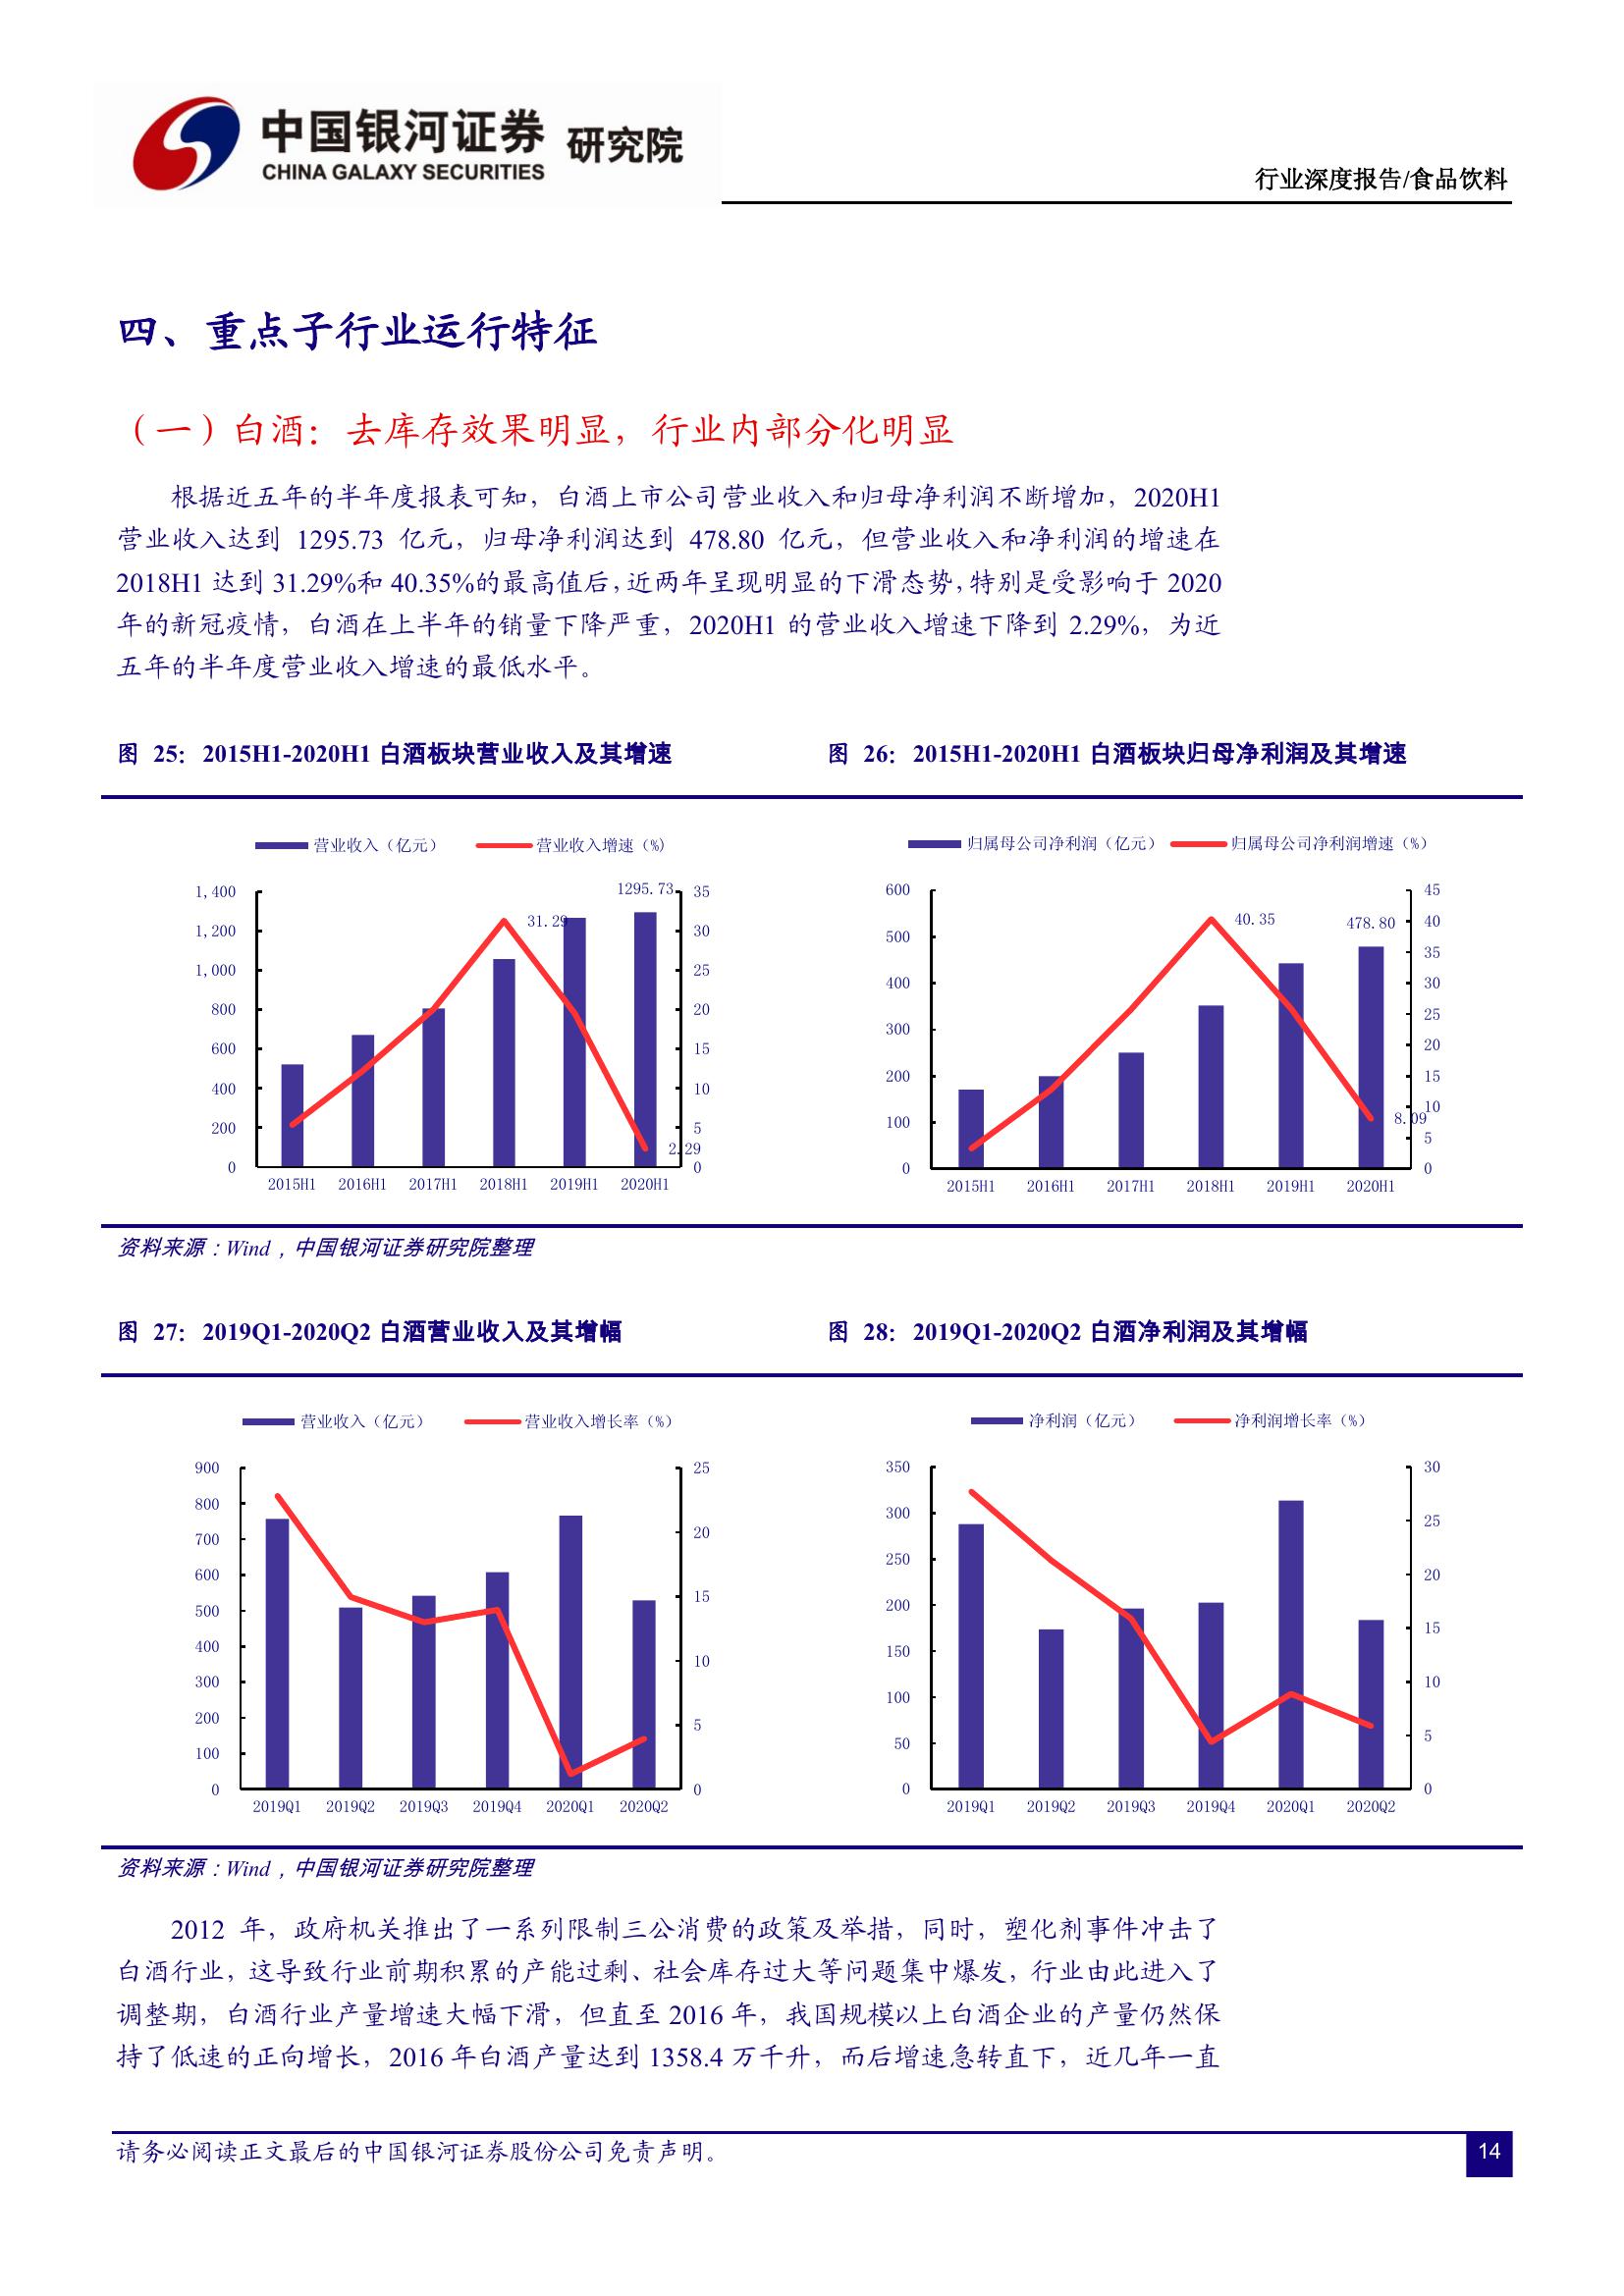 中国银河证券 研究院
CHINA GALAXY SECURITIES
行业深度报告/食品饮料
四、重点子行业运行特征
（一）白酒：去库存效果明显，行业内部分化明显
根据近五年的半年度报表可知，白酒上市公司营业收入和归母净利润不断增加，2020H1
营业收入达到 1295.73 亿元，归母净利润达到 478.80 亿元，但营业收入和净利润的增速在
2018H1 达到 31.29%和 40.35%的最高值后，近两年呈现明显的下滑态势，特别是受影响于 2020
年的新冠疫情，白酒在上半年的销量下降严重，2020H1 的营业收入增速下降到 2.29%，为近
五年的半年度营业收入增速的最低水平。
图 25：2015H1-2020H1 白酒板块营业收入及其增速
营业收入（亿元） 营业收入增速（%）
1,400
1,200
1,000
800
600
400
200
0
1295.73
31.29
2.29
35
30
25
20
15
10
5
0
2015H1 2016H1 2017H1 2018H1 2019H1 2020H1
图 26：2015H1-2020H1 白酒板块归母净利润及其增速
归属母公司净利润（亿元） 归属母公司净利润增速（%）
600
500
400
300
200
100
0
40.35
478.80
8.09
45
40
35
30
25
20
15
10
5
0
2015H1 2016H1 2017H1 2018H1 2019H1 2020H1
资料来源：Wind，中国银河证券研究院整理
图 27：2019Q1-2020Q2 白酒营业收入及其增幅
营业收入（亿元） 营业收入增长率（%）
900
800
700
600
500
400
300
200
100
0
25
20
15
10
5
0
2019Q1 2019Q2 2019Q3 2019Q4 2020Q1 2020Q2
图 28：2019Q1-2020Q2 白酒净利润及其增幅
净利润（亿元） 净利润增长率（%）
350
300
250
200
150
100
50
0
30
25
20
15
10
5
0
2019Q1 2019Q2 2019Q3 2019Q4 2020Q1 2020Q2
资料来源：Wind，中国银河证券研究院整理
2012 年，政府机关推出了一系列限制三公消费的政策及举措，同时，塑化剂事件冲击了
白酒行业，这导致行业前期积累的产能过剩、社会库存过大等问题集中爆发，行业由此进入了
调整期，白酒行业产量增速大幅下滑，但直至 2016 年，我国规模以上白酒企业的产量仍然保
持了低速的正向增长，2016 年白酒产量达到 1358.4 万千升，而后增速急转直下，近几年一直
请务必阅读正文最后的中国银河证券股份公司免责声明。
14